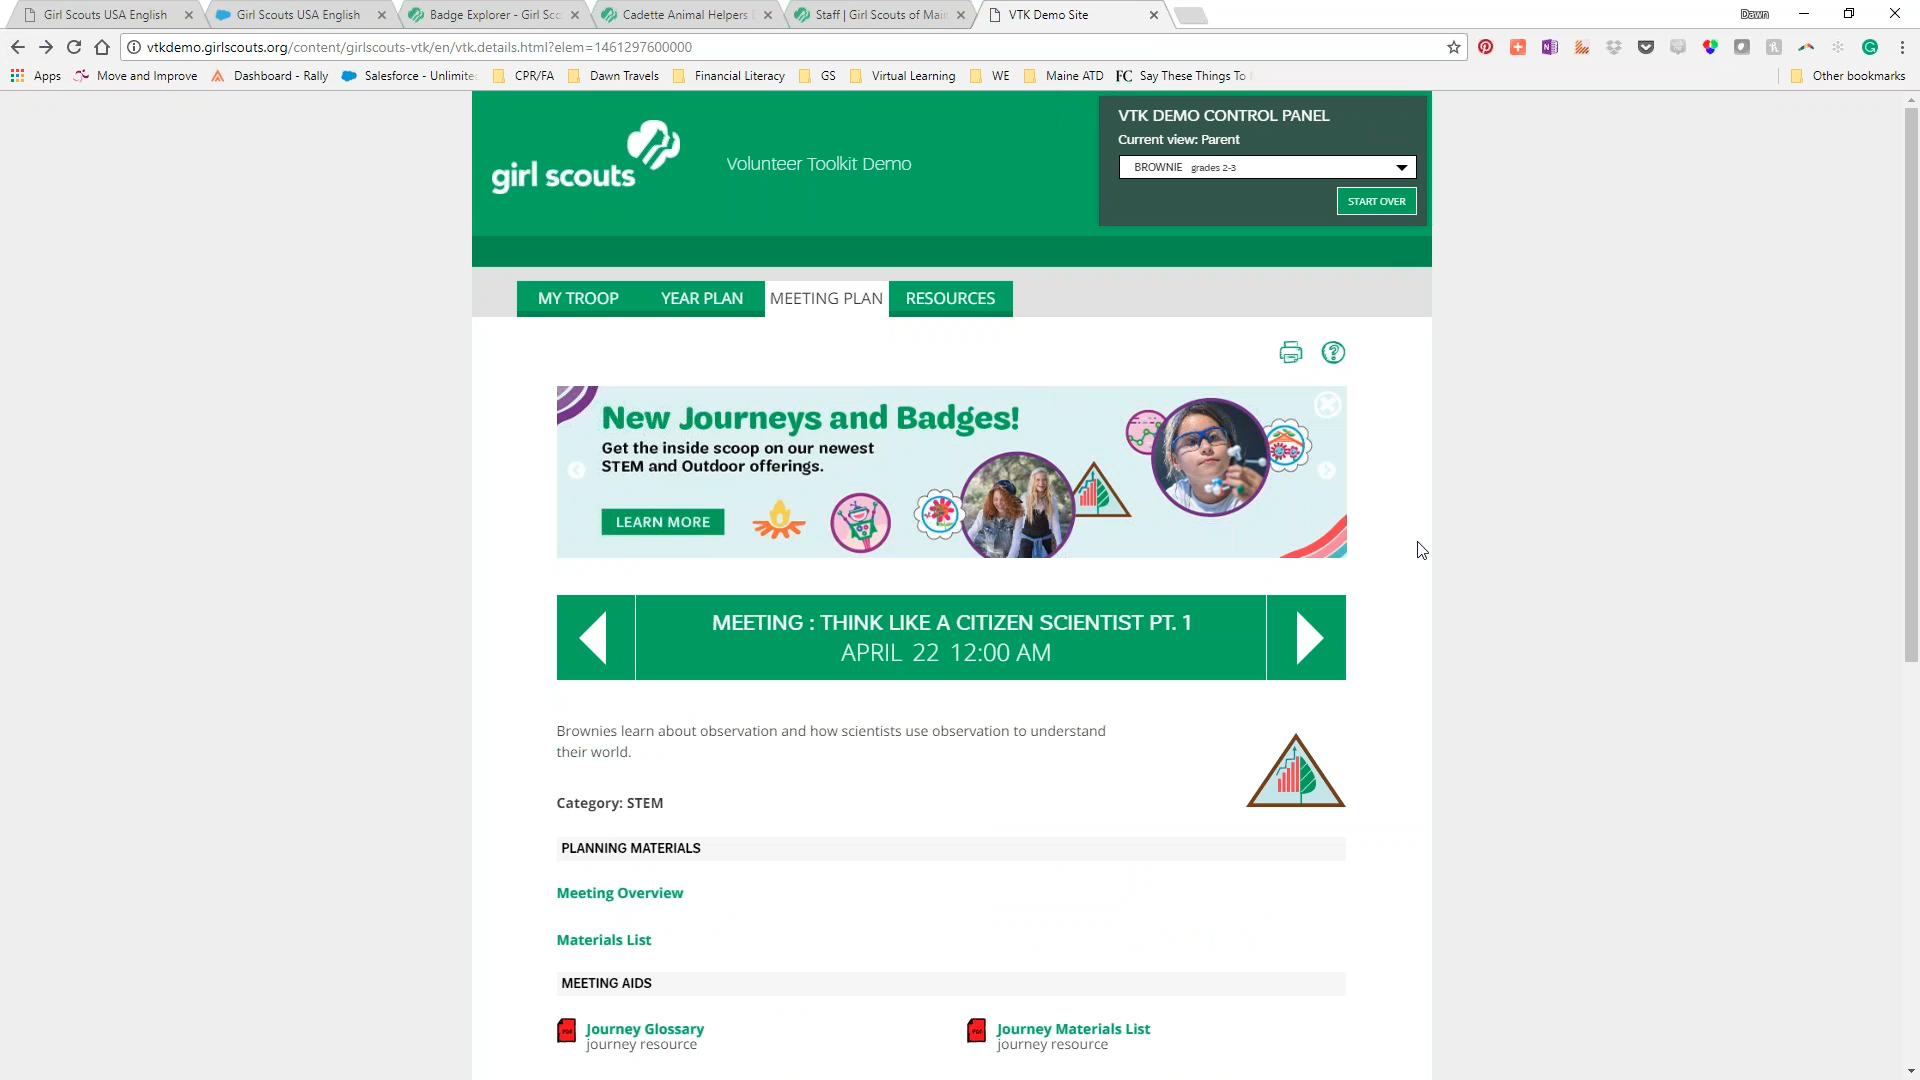 Girl Scouts USA English
Girl Scouts USA English
Badge Explorer - Girl Sco
Cadette Animal Helpers
Staff | Girl Scouts of Mai
VTK Demo Site
Dawn
vtkdemo.girlscouts.org/content/girlscouts-vtk/en/vtk.details.html?elem=1461297600000
Apps
Move and Improve
Dashboard - Rally
Salesforce - Unlimite
CPR/FA
Dawn Travels
Financial Literacy
GS
Virtual Learning
WE
Maine ATD
FC Say These Things To
Other bookmarks
girl scouts
Volunteer Toolkit Demo
VTK DEMO CONTROL PANEL
Current view: Parent
BROWNIE grades 2-3
START OVER
MY TROOP
YEAR PLAN
MEETING PLAN
RESOURCES
New Journeys and Badges!
Get the inside scoop on our newest
STEM and Outdoor offerings.
LEARN MORE
MEETING : THINK LIKE A CITIZEN SCIENTIST PT. 1
APRIL 22 12:00 AM
Brownies learn about observation and how scientists use observation to understand
their world.
Category: STEM
PLANNING MATERIALS
Meeting Overview
Materials List
MEETING AIDS
Journey Glossary
journey resource
Journey Materials List
journey resource